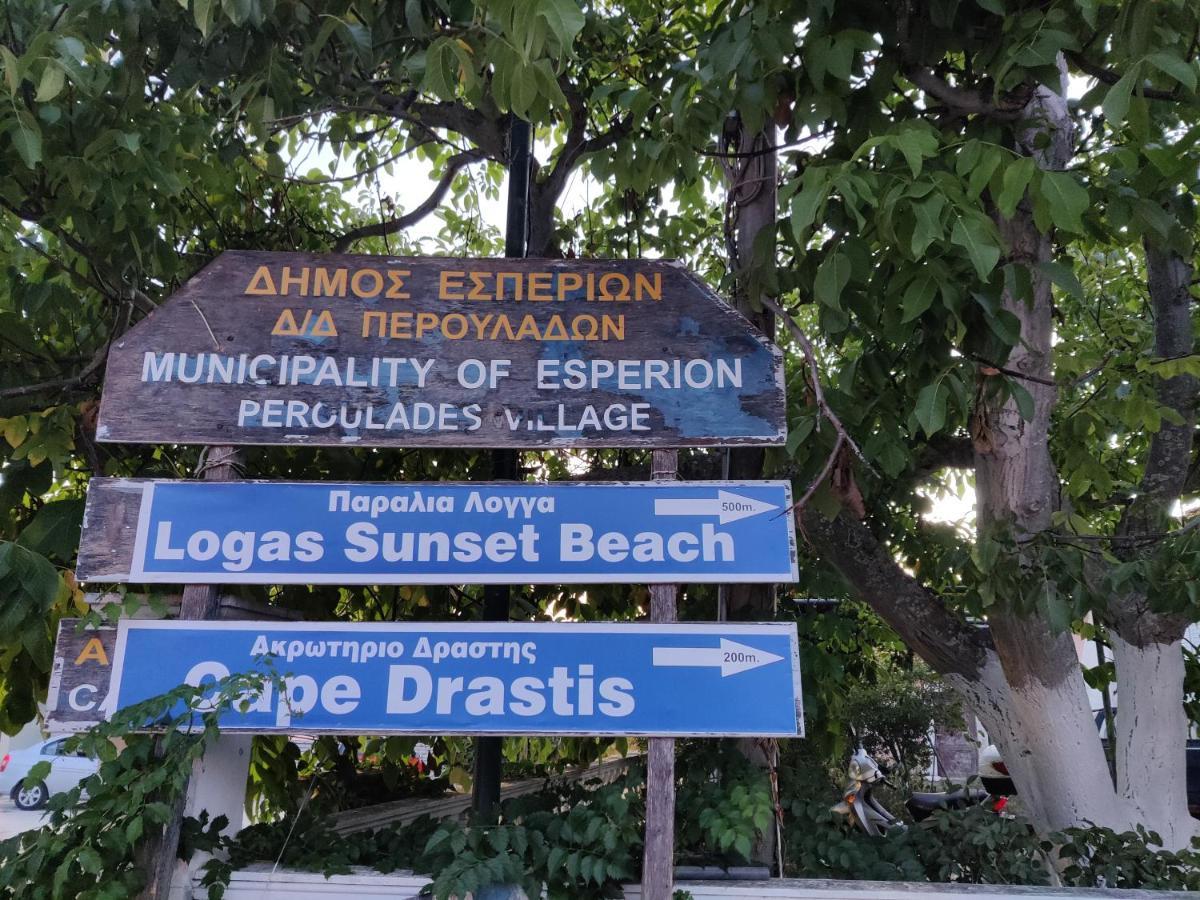 ΔΗΜΟΣ ΕΣΠΕΡΙΩΝ
Δ/Δ ΠΕΡΟΥΛΑΔΩΝ
MUNICIPALITY OF ESPERION
PEROULADES VILLAGE
Παραλια Λογγα
500m.
Logas Sunset Beach
Ακρωτηριο Δραστης
200m.
Cape Drastis